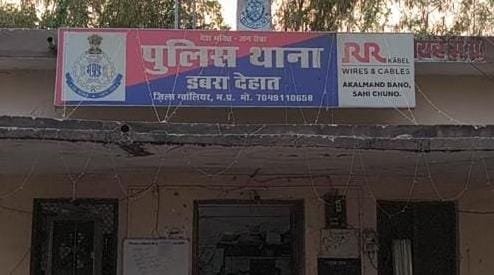 देश भक्ति - जन सेवा
पुलिस थाना
डबरा देहात
जिला ग्वालियर, म.प्र. मो. 7049110658
RR KABEL
WIRES & CABLES
AKALMAND BANO,
SAHI CHUNO.